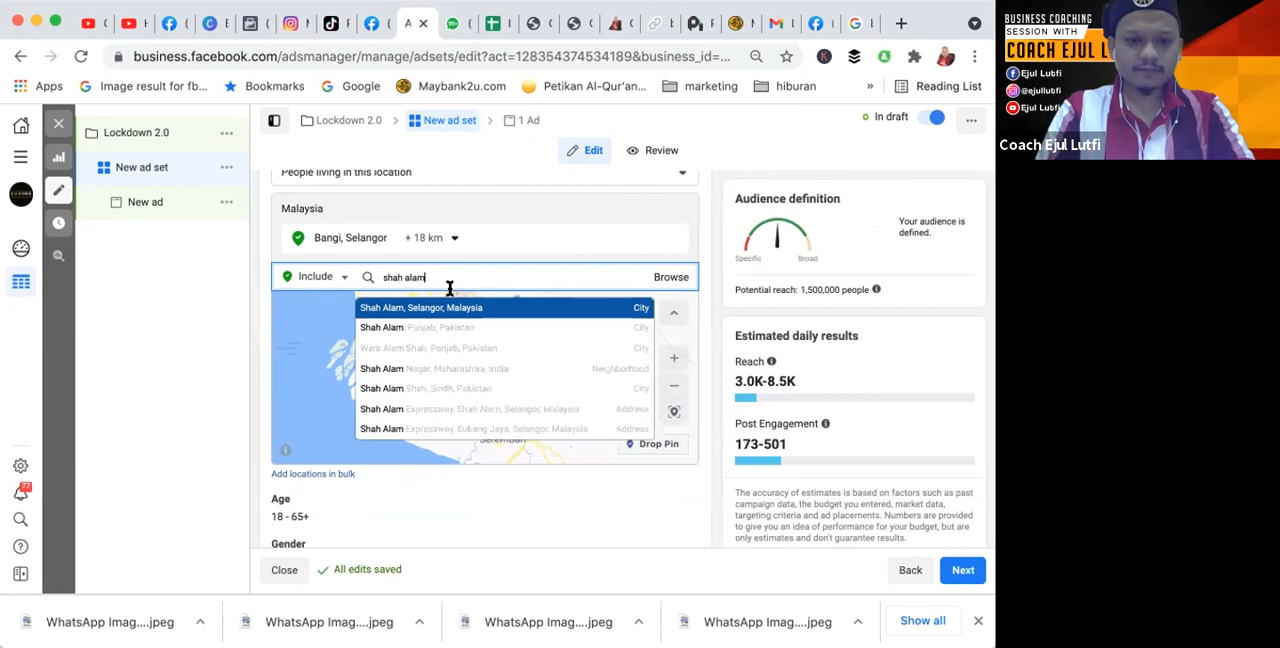 business.facebook.com/adsmanager/manage/adsets/edit?act=128354374534189&business_id=...
Apps
Image result for fb...
Bookmarks
Google
Maybank2u.com
Petikan Al-Qur'an...
marketing
hiburan
»
Reading List
Lockdown 2.0
New ad set
New ad
Lockdown 2.0
New ad set
1 Ad
In draft
Edit
Review
People living in this location
Malaysia
Bangi, Selangor + 18 km
Include
shah alam
Browse
Shah Alam, Selangor, Malaysia City
Shah Alam, Punjab, Pakistan City
Wara Alam Shah, Punjab, Pakistan City
Shah Alam Nagar, Maharashtra, India Neighborhood
Shah Alam Shah, Sindh, Pakistan City
Shah Alam Expressway, Shah Alam, Selangor, Malaysia Address
Shah Alam Expressway, Subang Jaya, Selangor, Malaysia Address
Seremban
Drop Pin
Add locations in bulk
Age
18 - 65+
Gender
Close
All edits saved
Back
Next
Audience definition
Specific
Broad
Your audience is
defined.
Potential reach: 1,500,000 people
Estimated daily results
Reach
3.0K-8.5K
Post Engagement
173-501
The accuracy of estimates is based on factors such as past
campaign data, the budget you entered, market data,
targeting criteria and ad placements. Numbers are provided
to give you an idea of performance for your budget, but are
only estimates and don't guarantee results.
77
WhatsApp Imag....jpeg
WhatsApp Imag....jpeg
WhatsApp Imag....jpeg
WhatsApp Imag....jpeg
Show all
BUSINESS COACHING
SESSION WITH
COACH EJUL L
Ejul Lutfi
@ejullutfi
Ejul Lutfi
Coach Ejul Lutfi